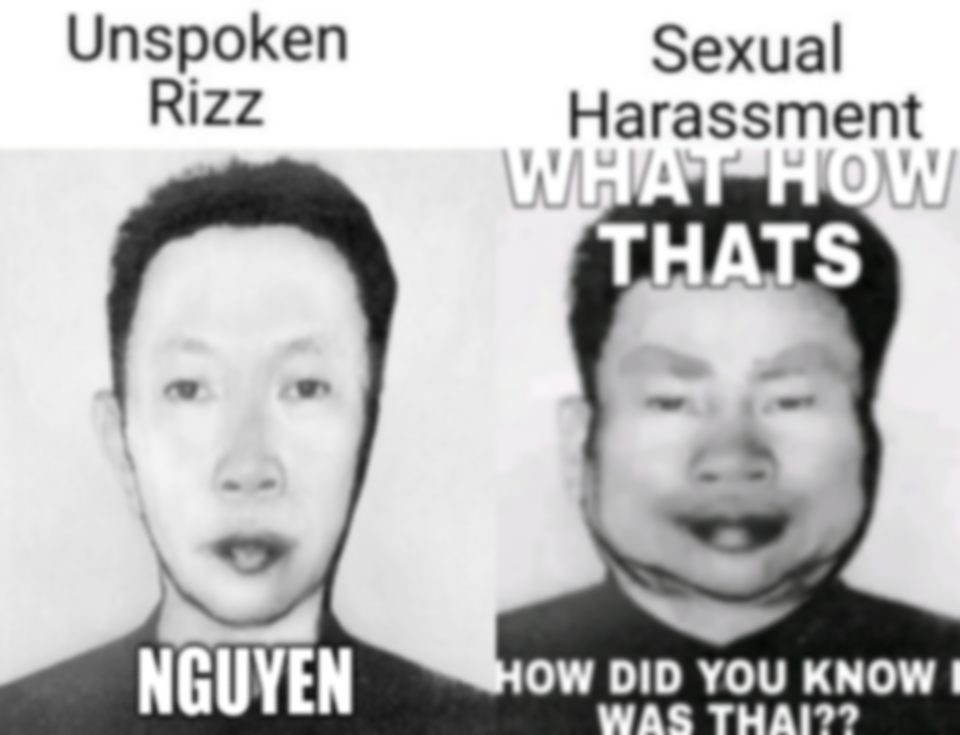 Unspoken
Rizz
Sexual
Harassment
WHAT HOW
THATS
NGUYEN
HOW DID YOU KNOW I
WAS THAI??